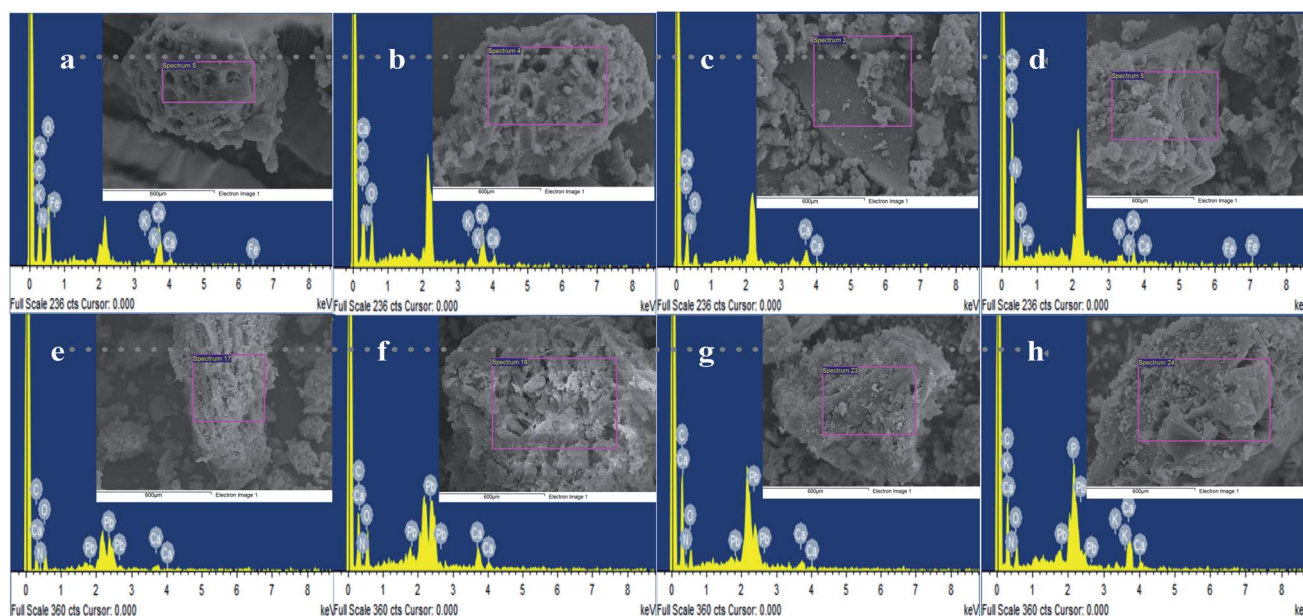 a
Spectrum 5
600μm Electron Image 1
Ca
C
K
N
O
Fe
K
K
Ca
Ca
Fe
0 1 2 3 4 5 6 7 8
Full Scale 236 cts Cursor: 0.000 keV
b
Spectrum 4
600μm Electron Image 1
Ca
C
K
N
O
K
K
Ca
Ca
0 1 2 3 4 5 6 7 8
Full Scale 236 cts Cursor: 0.000 keV
c
Spectrum 3
600μm Electron Image 1
Ca
C
O
N
Ca
Ca
0 1 2 3 4 5 6 7 8
Full Scale 236 cts Cursor: 0.000 keV
d
Spectrum 5
600μm Electron Image 1
Ca
C
K
N
O
Fe
K
K
Ca
Ca
Fe
Fe
0 1 2 3 4 5 6 7 8
Full Scale 236 cts Cursor: 0.000 keV
e
Spectrum 17
600μm Electron Image 1
C
O
Ca
N
Pb
Pb
Pb
Ca
Ca
0 1 2 3 4 5 6 7 8
Full Scale 360 cts Cursor: 0.000 keV
f
Spectrum 19
600μm Electron Image 1
C
Ca
O
N
Pb
Pb
Pb
Ca
Ca
0 1 2 3 4 5 6 7 8
Full Scale 360 cts Cursor: 0.000 keV
g
Spectrum 23
600μm Electron Image 1
C
Ca
O
N
Pb
Pb
Pb
Ca
Ca
0 1 2 3 4 5 6 7 8
Full Scale 360 cts Cursor: 0.000 keV
h
Spectrum 24
600μm Electron Image 1
C
K
Ca
O
N
P
Pb
Pb
Pb
K
K
Ca
Ca
0 1 2 3 4 5 6 7 8
Full Scale 360 cts Cursor: 0.000 keV